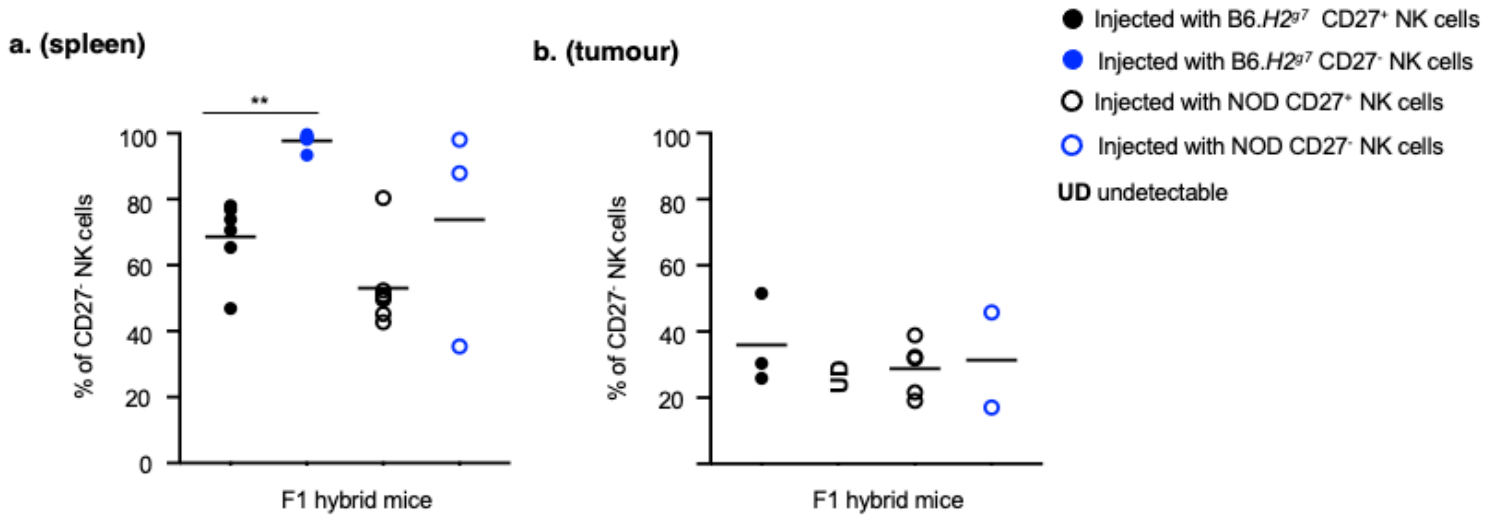 a. (spleen)
**
100
80
60
40
20
0
% of CD27⁻ NK cells
F1 hybrid mice
b. (tumour)
100
80
60
40
20
% of CD27⁻ NK cells
UD
F1 hybrid mice
Injected with B6.H2ᵍ⁷ CD27⁺ NK cells
Injected with B6.H2ᵍ⁷ CD27⁻ NK cells
Injected with NOD CD27⁺ NK cells
Injected with NOD CD27⁻ NK cells
UD undetectable